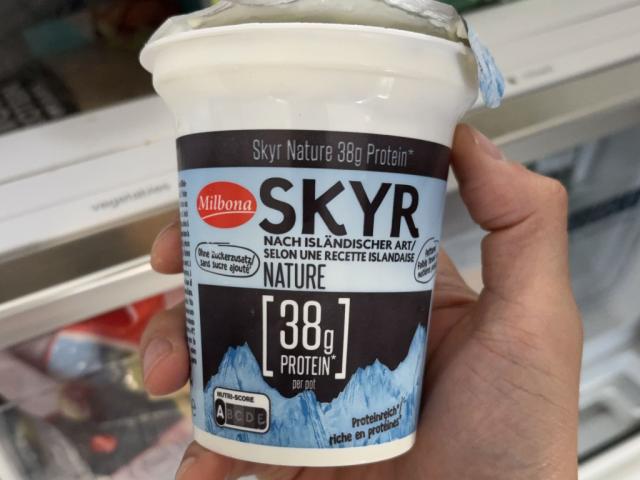 vegetables
Skyr Nature 38g Protein*
Milbona
SKYR
NACH ISLÄNDISCHER ART/
SELON UNE RECETTE ISLANDAISE
NATURE
Ohne Zuckerzusatz/
sans sucre ajouté
38g
PROTEIN*
per pot
NUTRI-SCORE
ABCDE
Proteinreich*/
riche en protéines*